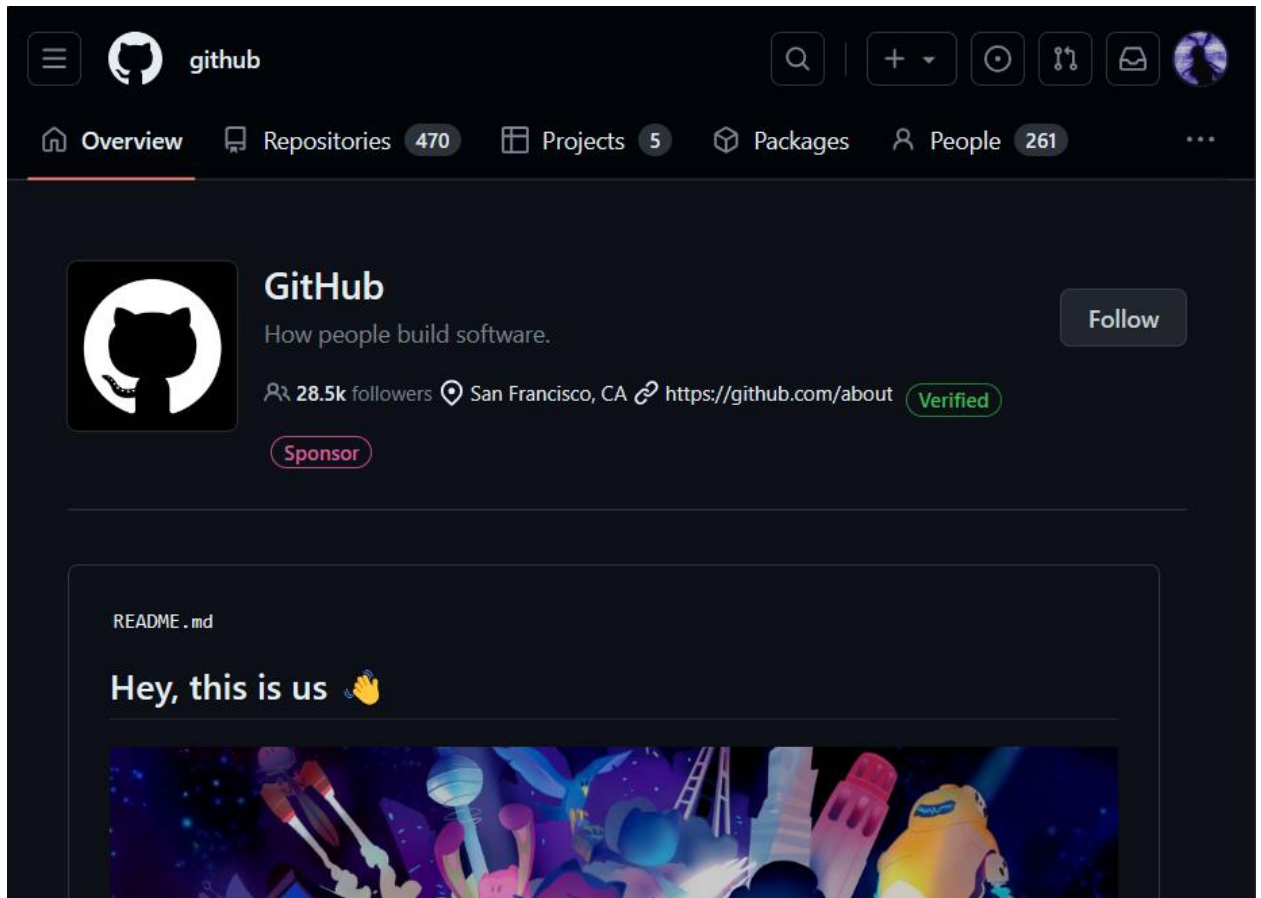 github
Overview Repositories 470 Projects 5 Packages People 261
GitHub
How people build software.
28.5k followers San Francisco, CA https://github.com/about Verified
Sponsor
Follow
README.md
Hey, this is us 👋